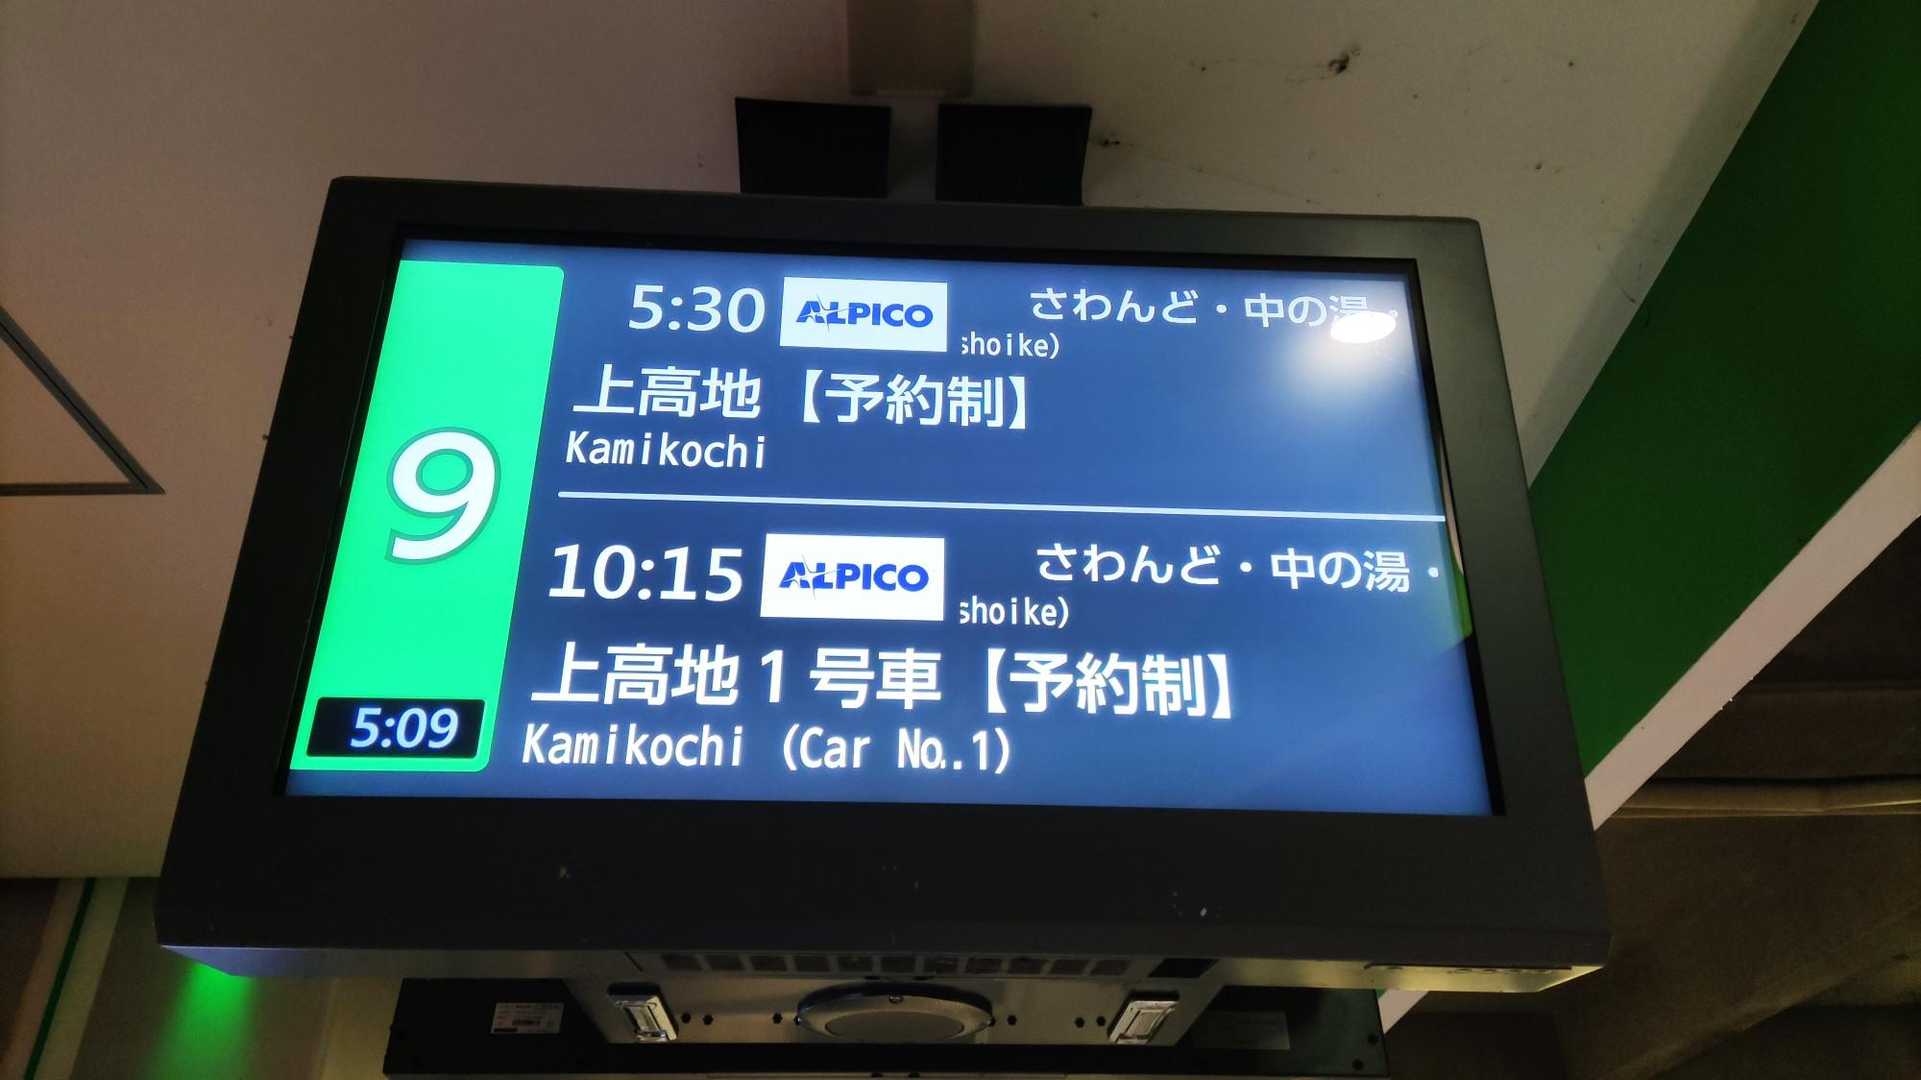 9
5:09
5:30 ALPICO さわんど・中の湯・
shoike)
上高地【予約制】
Kamikochi
10:15 ALPICO さわんど・中の湯・
shoike)
上高地1号車【予約制】
Kamikochi (Car No.1)